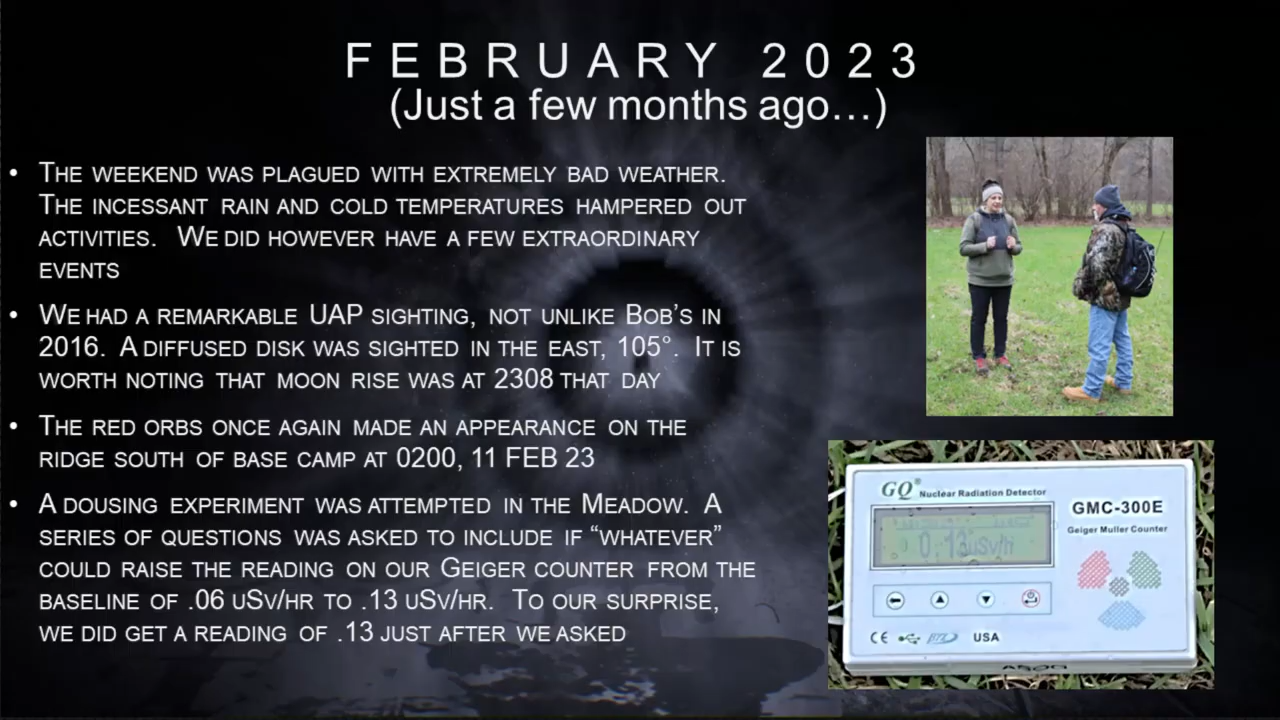 FEBRUARY 2023
(Just a few months ago…)
• THE WEEKEND WAS PLAGUED WITH EXTREMELY BAD WEATHER.
THE INCESSANT RAIN AND COLD TEMPERATURES HAMPERED OUT
ACTIVITIES. WE DID HOWEVER HAVE A FEW EXTRAORDINARY
EVENTS
• WE HAD A REMARKABLE UAP SIGHTING, NOT UNLIKE BOB'S IN
2016. A DIFFUSED DISK WAS SIGHTED IN THE EAST, 105°. IT IS
WORTH NOTING THAT MOON RISE WAS AT 2308 THAT DAY
• THE RED ORBS ONCE AGAIN MADE AN APPEARANCE ON THE
RIDGE SOUTH OF BASE CAMP AT 0200, 11 FEB 23
• A DOUSING EXPERIMENT WAS ATTEMPTED IN THE MEADOW. A
SERIES OF QUESTIONS WAS ASKED TO INCLUDE IF “WHATEVER”
COULD RAISE THE READING ON OUR GEIGER COUNTER FROM THE
BASELINE OF .06 USV/HR TO .13 USV/HR. TO OUR SURPRISE,
WE DID GET A READING OF .13 JUST AFTER WE ASKED
GQ® Nuclear Radiation Detector
GMC-300E
Geiger Muller Counter
0.13uSv/h
CE USA